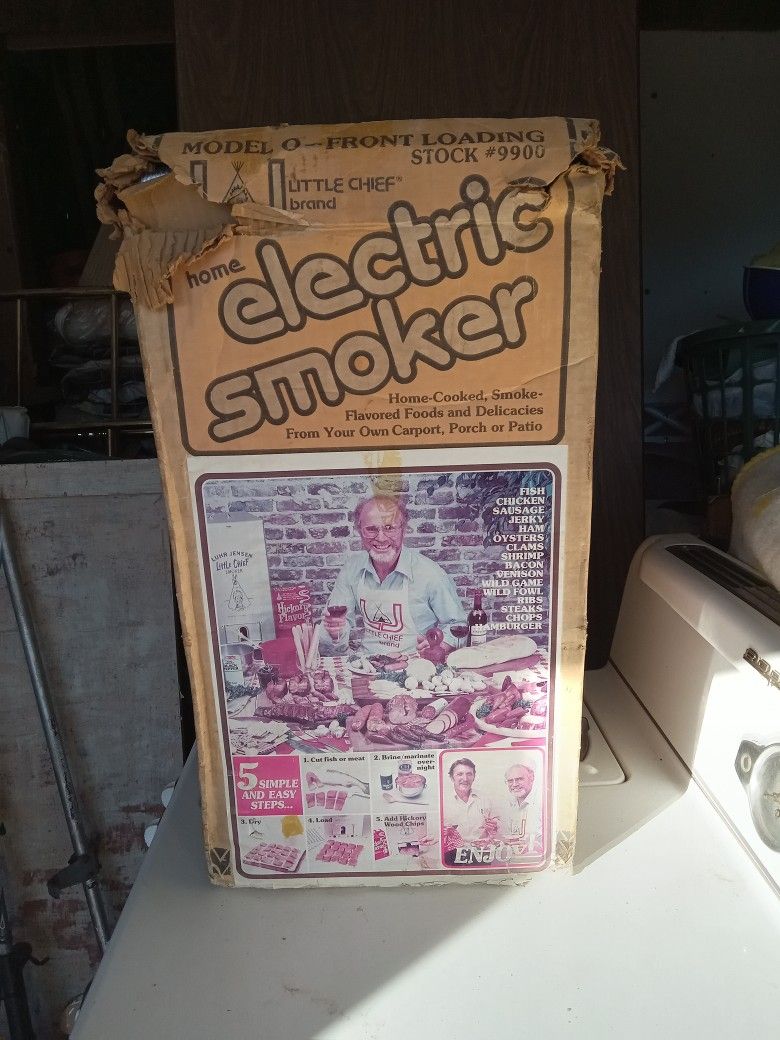 MODEL O-FRONT LOADING
STOCK #9900
LITTLE CHIEF®
brand
home
electric
smoker
Home-Cooked, Smoke-
Flavored Foods and Delicacies
From Your Own Carport, Porch or Patio
FISH
CHICKEN
SAUSAGE
JERKY
HAM
OYSTERS
CLAMS
SHRIMP
BACON
VENISON
WILD GAME
WILD FOWL
RIBS
STEAKS
CHOPS
HAMBURGER
LUHR JENSEN
Little Chief
SMOKER
Hickory
Flavor
LITTLE CHIEF
brand
5 SIMPLE
AND EASY
STEPS...
1. Cut fish or meat
2. Brine/marinate
over-
night
3. Dry
4. Load
5. Add Hickory
Wood Chips
ENJOY!